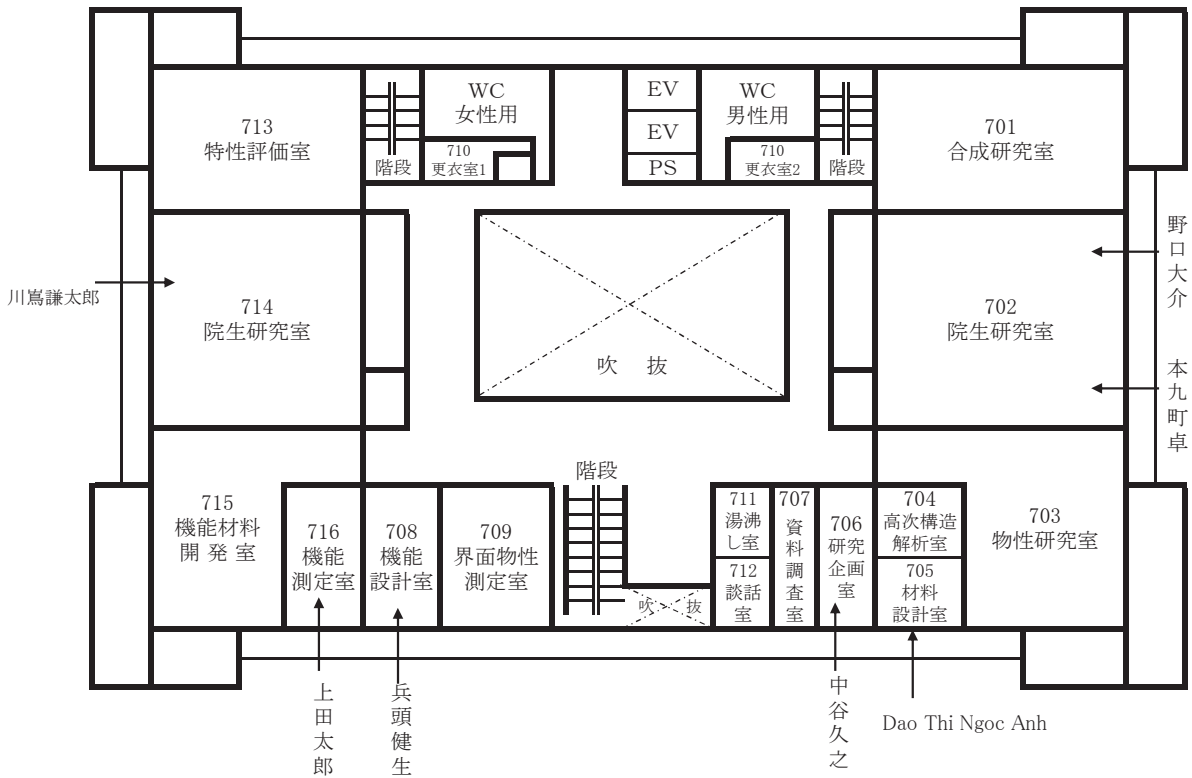 713
特性評価室
階段
WC
女性用
710
更衣室1
EV
EV
PS
WC
男性用
710
更衣室2
階段
701
合成研究室
川嶌謙太郎
714
院生研究室
吹 抜
702
院生研究室
野口大介
本九町卓
715
機能材料
開 発 室
716
機能
測定室
708
機能
設計室
709
界面物性
測定室
階段
吹 抜
711
湯沸
し室
712
談話
室
707
資料調査室
706
研究
企画
室
704
高次構造
解析室
705
材料
設計室
703
物性研究室
上田太郎
兵頭健生
中谷久之
Dao Thi Ngoc Anh